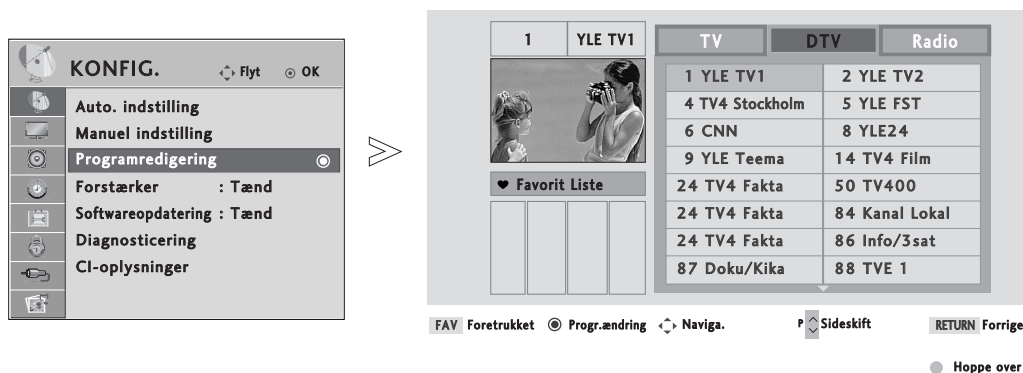 KONFIG. Flyt OK
Auto. indstilling
Manuel indstilling
Programredigering
Forstærker : Tænd
Softwareopdatering : Tænd
Diagnosticering
CI-oplysninger
1 YLE TV1
Favorit Liste
TV DTV Radio
1 YLE TV1 2 YLE TV2
4 TV4 Stockholm 5 YLE FST
6 CNN 8 YLE24
9 YLE Teema 14 TV4 Film
24 TV4 Fakta 50 TV400
24 TV4 Fakta 84 Kanal Lokal
24 TV4 Fakta 86 Info/3sat
87 Doku/Kika 88 TVE 1
FAV Foretrukket Progr.ændring Naviga. P Sideskift RETURN Forrige
Hoppe over